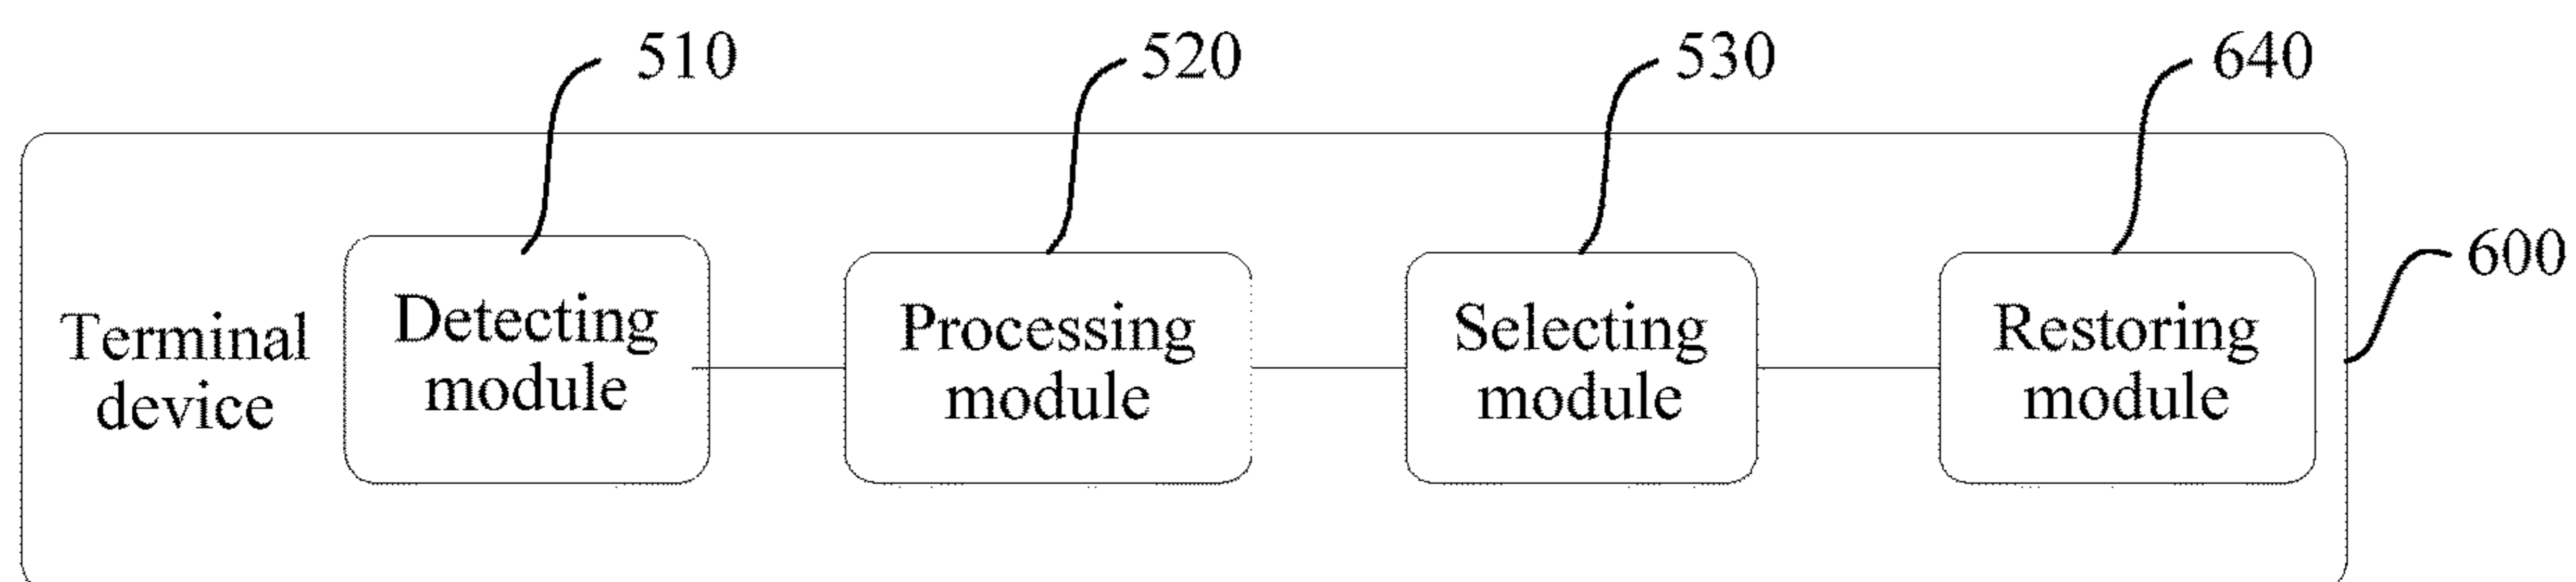 510
520
530
640
600
Terminal
device
Detecting
module
Processing
module
Selecting
module
Restoring
module